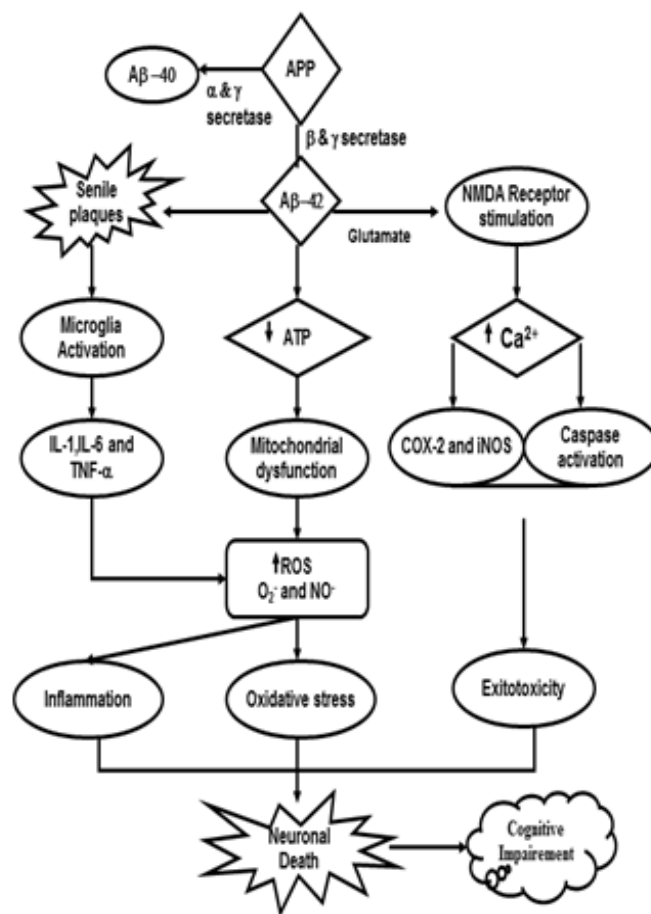 APP
Aβ–40
α & γ
secretase
β & γ secretase
Senile
plaques
Aβ–42
Glutamate
NMDA Receptor
stimulation
Microglia
Activation
↓ ATP
↑ Ca²⁺
IL-1,IL-6 and
TNF-α.
Mitochondrial
dysfunction
COX-2 and iNOS
Caspase
activation
↑ROS
O₂⁻ and NO⁻
Inflammation
Oxidative stress
Exitotoxicity
Neuronal
Death
Cognitive
Impairement